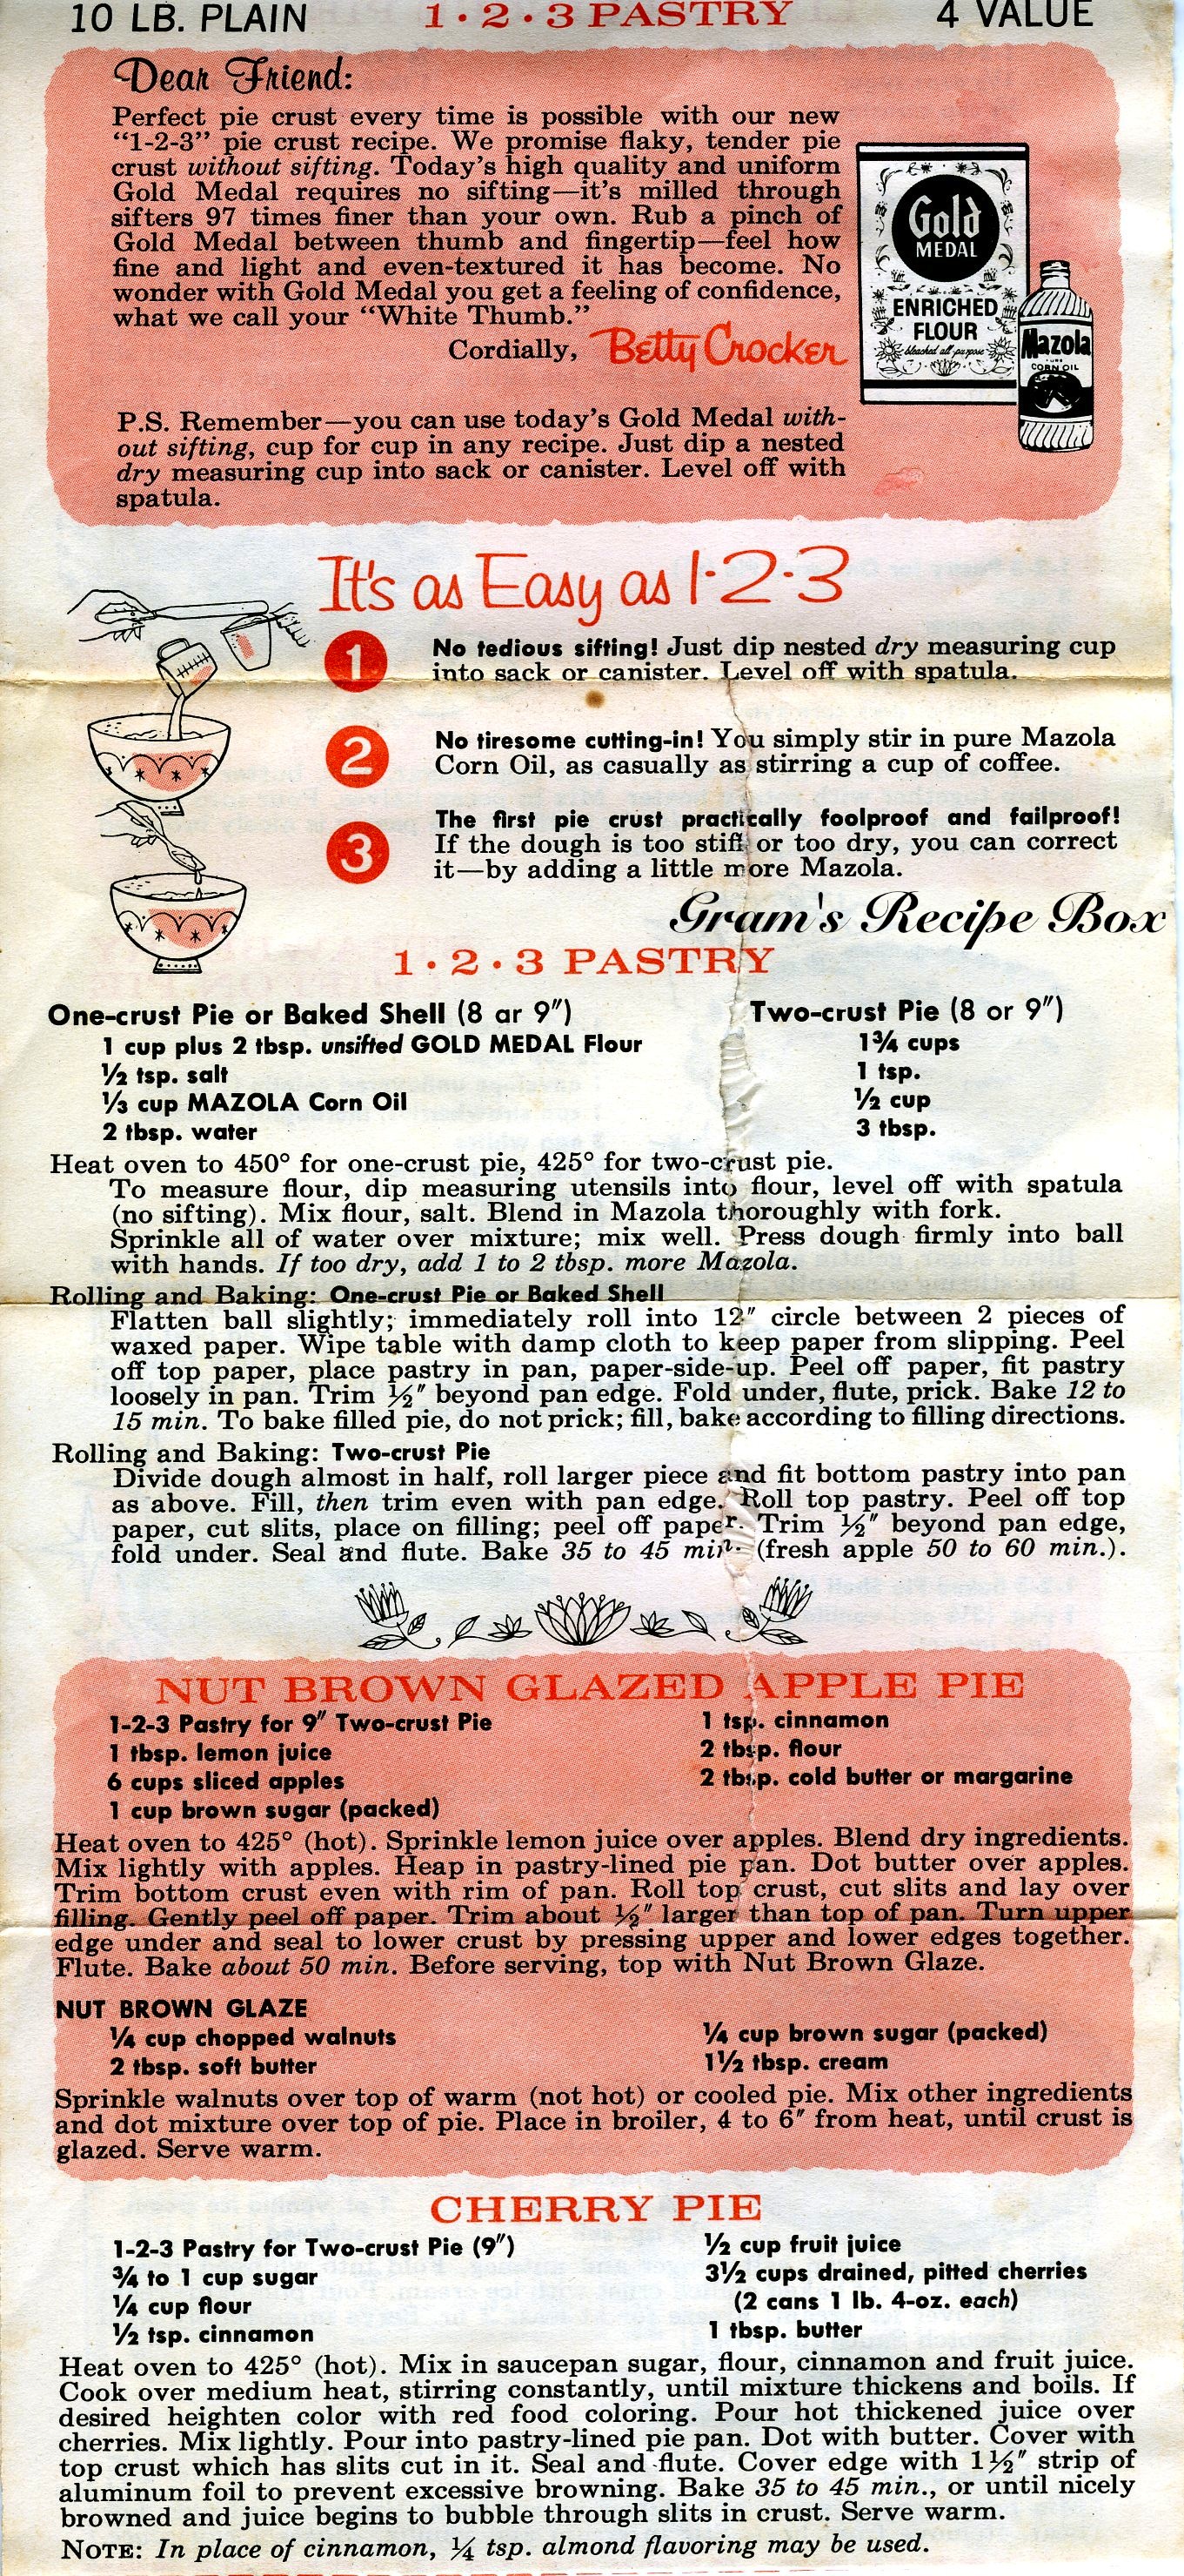 10 LB. PLAIN 1·2·3 PASTRY 4 VALUE
Dear Friend:
Perfect pie crust every time is possible with our new
“1-2-3” pie crust recipe. We promise flaky, tender pie
crust without sifting. Today's high quality and uniform
Gold Medal requires no sifting—it's milled through
sifters 97 times finer than your own. Rub a pinch of
Gold Medal between thumb and fingertip—feel how
fine and light and even-textured it has become. No
wonder with Gold Medal you get a feeling of confidence,
what we call your “White Thumb.”
Cordially, Betty Crocker
Gold
MEDAL
ENRICHED
FLOUR
bleached all-purpose
Mazola
PURE
CORN OIL
P.S. Remember—you can use today's Gold Medal with-
out sifting, cup for cup in any recipe. Just dip a nested
dry measuring cup into sack or canister. Level off with
spatula.
It's as Easy as 1·2·3
1 No tedious sifting! Just dip nested dry measuring cup
into sack or canister. Level off with spatula.
2 No tiresome cutting-in! You simply stir in pure Mazola
Corn Oil, as casually as stirring a cup of coffee.
3 The first pie crust practically foolproof and failproof!
If the dough is too stiff or too dry, you can correct
it—by adding a little more Mazola.
Gram's Recipe Box
1·2·3 PASTRY
One-crust Pie or Baked Shell (8 ar 9″) Two-crust Pie (8 or 9″)
1 cup plus 2 tbsp. unsifted GOLD MEDAL Flour 1¾ cups
½ tsp. salt 1 tsp.
⅓ cup MAZOLA Corn Oil ½ cup
2 tbsp. water 3 tbsp.
Heat oven to 450° for one-crust pie, 425° for two-crust pie.
To measure flour, dip measuring utensils into flour, level off with spatula
(no sifting). Mix flour, salt. Blend in Mazola thoroughly with fork.
Sprinkle all of water over mixture; mix well. Press dough firmly into ball
with hands. If too dry, add 1 to 2 tbsp. more Mazola.
Rolling and Baking: One-crust Pie or Baked Shell
Flatten ball slightly; immediately roll into 12″ circle between 2 pieces of
waxed paper. Wipe table with damp cloth to keep paper from slipping. Peel
off top paper, place pastry in pan, paper-side-up. Peel off paper, fit pastry
loosely in pan. Trim ½″ beyond pan edge. Fold under, flute, prick. Bake 12 to
15 min. To bake filled pie, do not prick; fill, bake according to filling directions.
Rolling and Baking: Two-crust Pie
Divide dough almost in half, roll larger piece and fit bottom pastry into pan
as above. Fill, then trim even with pan edge. Roll top pastry. Peel off top
paper, cut slits, place on filling; peel off paper. Trim ½″ beyond pan edge,
fold under. Seal and flute. Bake 35 to 45 min. (fresh apple 50 to 60 min.).
NUT BROWN GLAZED APPLE PIE
1-2-3 Pastry for 9″ Two-crust Pie 1 tsp. cinnamon
1 tbsp. lemon juice 2 tbsp. flour
6 cups sliced apples 2 tbsp. cold butter or margarine
1 cup brown sugar (packed)
Heat oven to 425° (hot). Sprinkle lemon juice over apples. Blend dry ingredients.
Mix lightly with apples. Heap in pastry-lined pie pan. Dot butter over apples.
Trim bottom crust even with rim of pan. Roll top crust, cut slits and lay over
filling. Gently peel off paper. Trim about ½″ larger than top of pan. Turn upper
edge under and seal to lower crust by pressing upper and lower edges together.
Flute. Bake about 50 min. Before serving, top with Nut Brown Glaze.
NUT BROWN GLAZE
¼ cup chopped walnuts ¼ cup brown sugar (packed)
2 tbsp. soft butter 1½ tbsp. cream
Sprinkle walnuts over top of warm (not hot) or cooled pie. Mix other ingredients
and dot mixture over top of pie. Place in broiler, 4 to 6″ from heat, until crust is
glazed. Serve warm.
CHERRY PIE
1-2-3 Pastry for Two-crust Pie (9″) ½ cup fruit juice
¾ to 1 cup sugar 3½ cups drained, pitted cherries
¼ cup flour (2 cans 1 lb. 4-oz. each)
½ tsp. cinnamon 1 tbsp. butter
Heat oven to 425° (hot). Mix in saucepan sugar, flour, cinnamon and fruit juice.
Cook over medium heat, stirring constantly, until mixture thickens and boils. If
desired heighten color with red food coloring. Pour hot thickened juice over
cherries. Mix lightly. Pour into pastry-lined pie pan. Dot with butter. Cover with
top crust which has slits cut in it. Seal and flute. Cover edge with 1½″ strip of
aluminum foil to prevent excessive browning. Bake 35 to 45 min., or until nicely
browned and juice begins to bubble through slits in crust. Serve warm.
NOTE: In place of cinnamon, ¼ tsp. almond flavoring may be used.